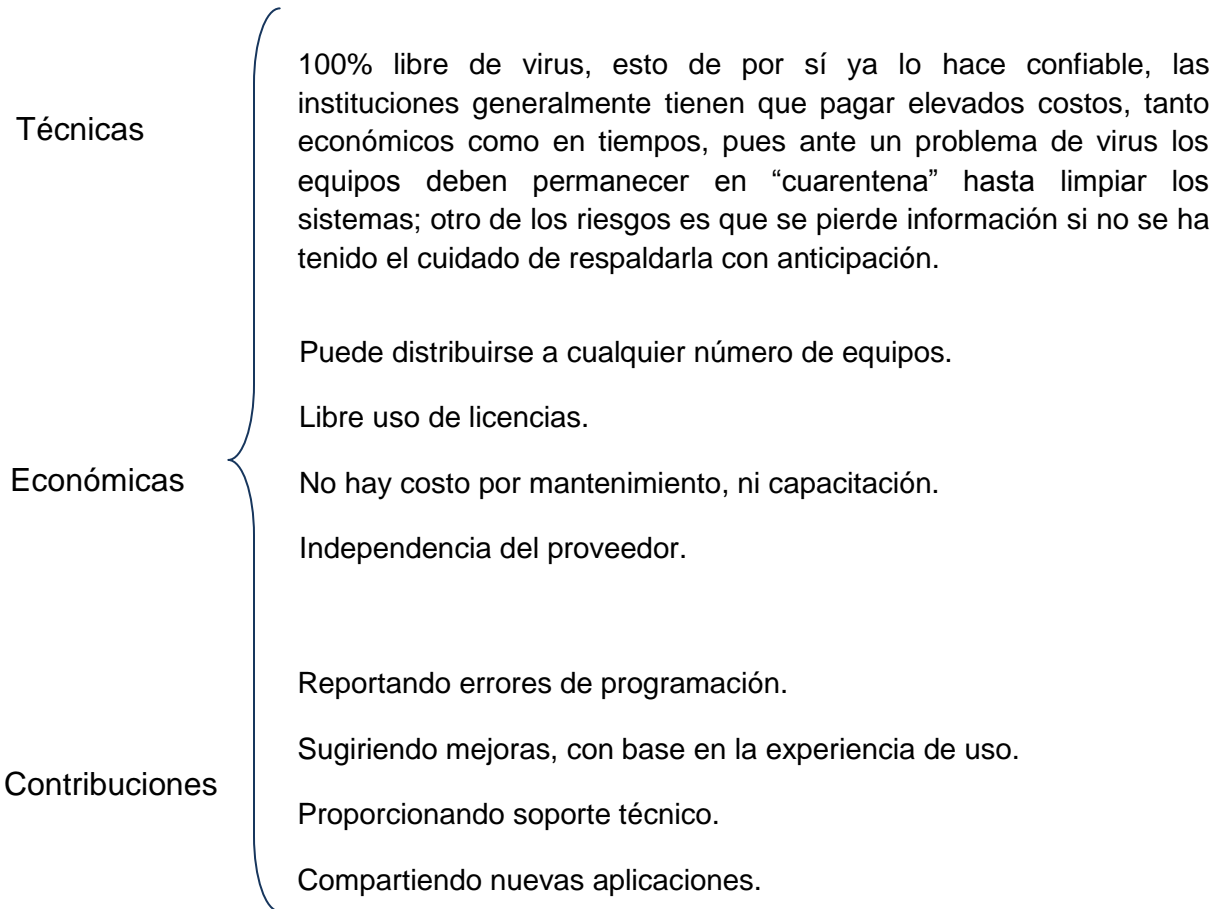 Técnicas
100% libre de virus, esto de por sí ya lo hace confiable, las
instituciones generalmente tienen que pagar elevados costos, tanto
económicos como en tiempos, pues ante un problema de virus los
equipos deben permanecer en “cuarentena” hasta limpiar los
sistemas; otro de los riesgos es que se pierde información si no se ha
tenido el cuidado de respaldarla con anticipación.
Económicas
Puede distribuirse a cualquier número de equipos.
Libre uso de licencias.
No hay costo por mantenimiento, ni capacitación.
Independencia del proveedor.
Contribuciones
Reportando errores de programación.
Sugiriendo mejoras, con base en la experiencia de uso.
Proporcionando soporte técnico.
Compartiendo nuevas aplicaciones.